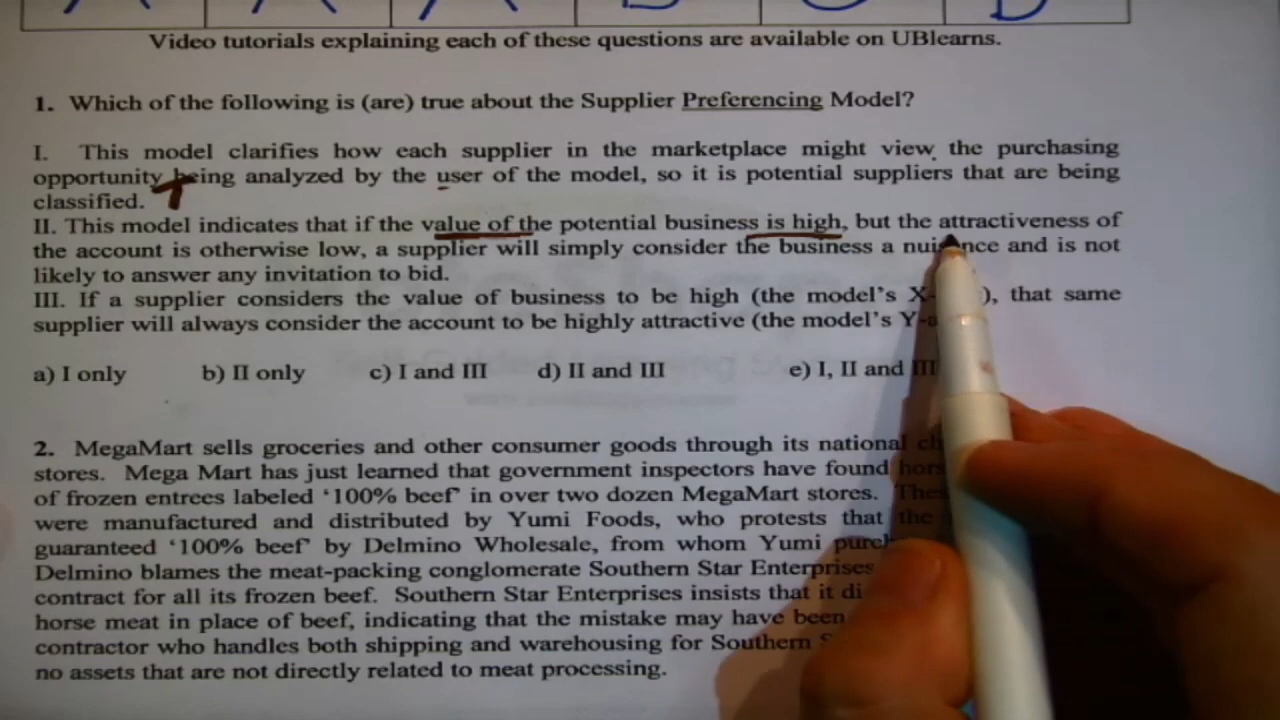 A A A B C D
Video tutorials explaining each of these questions are available on UBlearns.
1. Which of the following is (are) true about the Supplier Preferencing Model?
I. This model clarifies how each supplier in the marketplace might view the purchasing
opportunity being analyzed by the user of the model, so it is potential suppliers that are being
classified. T
II. This model indicates that if the value of the potential business is high, but the attractiveness of
the account is otherwise low, a supplier will simply consider the business a nuisance and is not
likely to answer any invitation to bid.
III. If a supplier considers the value of business to be high (the model's X- ), that same
supplier will always consider the account to be highly attractive (the model's Y-
a) I only b) II only c) I and III d) II and III e) I, II and III
2. MegaMart sells groceries and other consumer goods through its national
stores. Mega Mart has just learned that government inspectors have found
of frozen entrees labeled '100% beef' in over two dozen MegaMart stores.
were manufactured and distributed by Yumi Foods, who protests that the
guaranteed '100% beef' by Delmino Wholesale, from whom Yumi
Delmino blames the meat-packing conglomerate Southern Star Enterprises
contract for all its frozen beef. Southern Star Enterprises insists that it
horse meat in place of beef, indicating that the mistake may have been
contractor who handles both shipping and warehousing for Southern
no assets that are not directly related to meat processing.